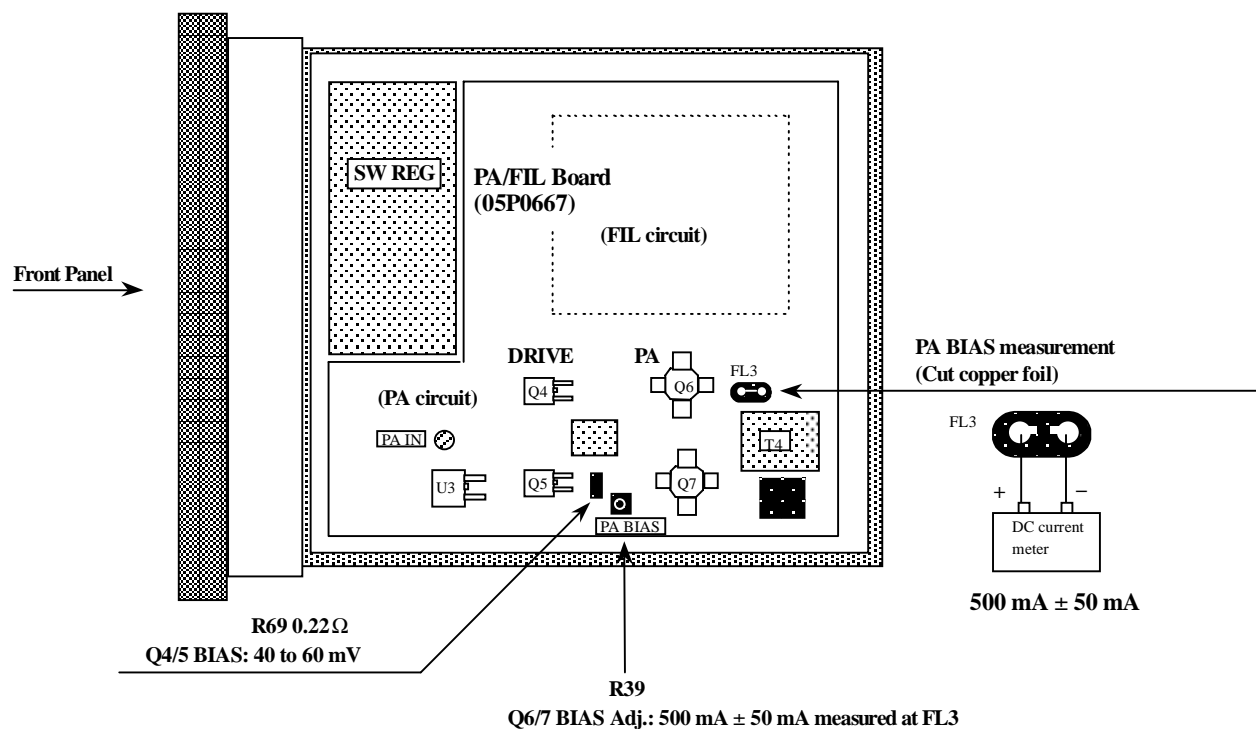 SW REG
PA/FIL Board
(05P0667)
(FIL circuit)
Front Panel
DRIVE
PA
PA BIAS measurement
(Cut copper foil)
FL3
Q4
Q6
(PA circuit)
FL3
PA IN
T4
U3
Q5
Q7
+
−
PA BIAS
DC current
meter
500 mA ± 50 mA
R69 0.22Ω
Q4/5 BIAS: 40 to 60 mV
R39
Q6/7 BIAS Adj.: 500 mA ± 50 mA measured at FL3